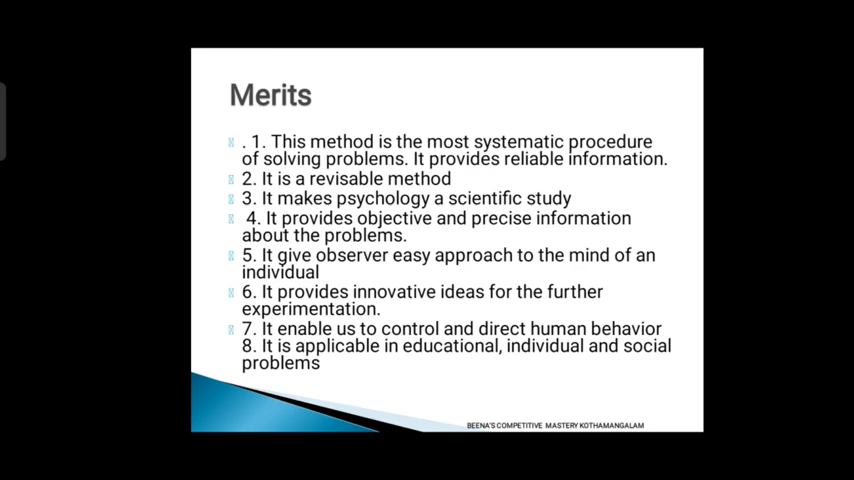 Merits
. 1. This method is the most systematic procedure
of solving problems. It provides reliable information.
2. It is a revisable method
3. It makes psychology a scientific study
4. It provides objective and precise information
about the problems.
5. It give observer easy approach to the mind of an
individual
6. It provides innovative ideas for the further
experimentation.
7. It enable us to control and direct human behavior
8. It is applicable in educational, individual and social
problems
BEENA'S COMPETITIVE MASTERY KOTHAMANGALAM